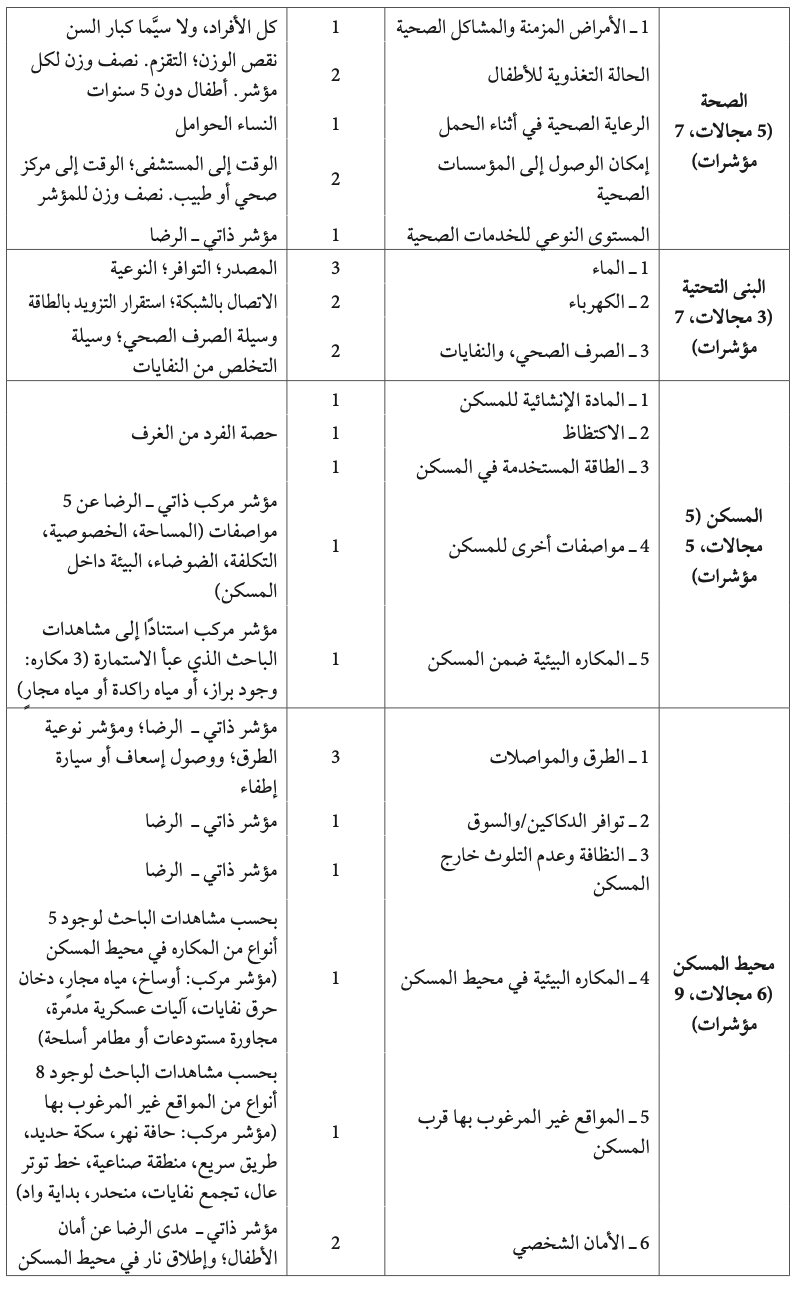 الصحة
(5 مجالات، 7
مؤشرات)
1 ـ الأمراض المزمنة والمشاكل الصحية
1
كل الأفراد، ولا سيَّما كبار السن
الحالة التغذوية للأطفال
2
نقص الوزن؛ التقزم. نصف وزن لكل
مؤشر. أطفال دون 5 سنوات
الرعاية الصحية في أثناء الحمل
1
النساء الحوامل
إمكان الوصول إلى المؤسسات
الصحية
2
الوقت إلى المستشفى؛ الوقت إلى مركز
صحي أو طبيب. نصف وزن للمؤشر
المستوى النوعي للخدمات الصحية
1
مؤشر ذاتي ـ الرضا
البنى التحتية
(3 مجالات، 7
مؤشرات)
1 ـ الماء
3
المصدر؛ التوافر؛ النوعية
2 ـ الكهرباء
2
الاتصال بالشبكة؛ استقرار التزويد بالطاقة
3 ـ الصرف الصحي، والنفايات
2
وسيلة الصرف الصحي؛ وسيلة
التخلص من النفايات
المسكن (5
مجالات، 5
مؤشرات)
1 ـ المادة الإنشائية للمسكن
1
2 ـ الاكتظاظ
1
حصة الفرد من الغرف
3 ـ الطاقة المستخدمة في المسكن
1
4 ـ مواصفات أخرى للمسكن
1
مؤشر مركب ذاتي ـ الرضا عن 5
مواصفات (المساحة، الخصوصية،
التكلفة، الضوضاء، البيئة داخل
المسكن)
5 ـ المكاره البيئية ضمن المسكن
1
مؤشر مركب استنادًا إلى مشاهدات
الباحث الذي عبأ الاستمارة (3 مكاره:
وجود براز، أو مياه راكدة أو مياه مجارٍ)
محيط المسكن
(6 مجالات، 9
مؤشرات)
1 ـ الطرق والمواصلات
3
مؤشر ذاتي ـ الرضا؛ ومؤشر نوعية
الطرق؛ ووصول إسعاف أو سيارة
إطفاء
2 ـ توافر الدكاكين/والسوق
1
مؤشر ذاتي ـ الرضا
3 ـ النظافة وعدم التلوث خارج
المسكن
1
مؤشر ذاتي ـ الرضا
4 ـ المكاره البيئية في محيط المسكن
1
بحسب مشاهدات الباحث لوجود 5
أنواع من المكاره في محيط المسكن
(مؤشر مركب: أوساخ، مياه مجارٍ، دخان
حرق نفايات، آليات عسكرية مدمَّرة،
مجاورة مستودعات أو مطامر أسلحة)
5 ـ المواقع غير المرغوب بها قرب
المسكن
1
بحسب مشاهدات الباحث لوجود 8
أنواع من المواقع غير المرغوب بها
(مؤشر مركب: حافة نهر، سكة حديد،
طريق سريع، منطقة صناعية، خط توتر
عال، تجمع نفايات، منحدر، بداية واد)
6 ـ الأمان الشخصي
2
مؤشر ذاتي ـ مدى الرضا عن أمان
الأطفال؛ وإطلاق نار في محيط المسكن